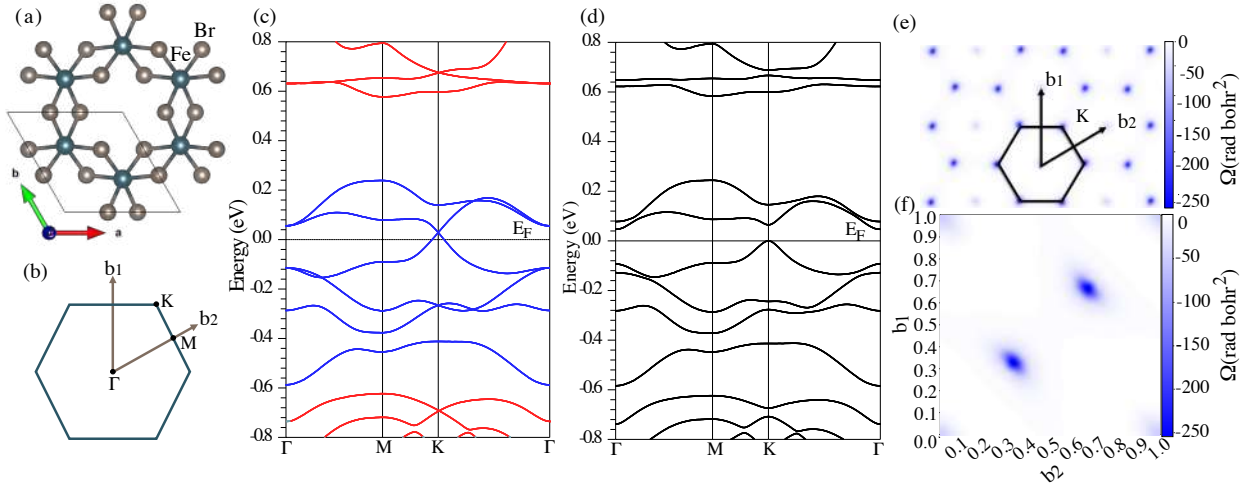 (a)
Br
Fe
b
a
(b)
b1
K
b2
M
Γ
(c)
Energy (eV)
0.8
0.6
0.4
0.2
0.0
-0.2
-0.4
-0.6
-0.8
E_F
Γ
M
K
Γ
(d)
Energy (eV)
0.8
0.6
0.4
0.2
0.0
-0.2
-0.4
-0.6
-0.8
E_F
Γ
M
K
Γ
(e)
b1
K
b2
0
-50
-100
-150
-200
-250
Ω(rad bohr²)
(f)
b1
1.0
0.9
0.8
0.7
0.6
0.5
0.4
0.3
0.2
0.1
0.0
0.1
0.2
0.3
0.4
0.5
0.6
0.7
0.8
0.9
1.0
b2
0
-50
-100
-150
-200
-250
Ω(rad bohr²)